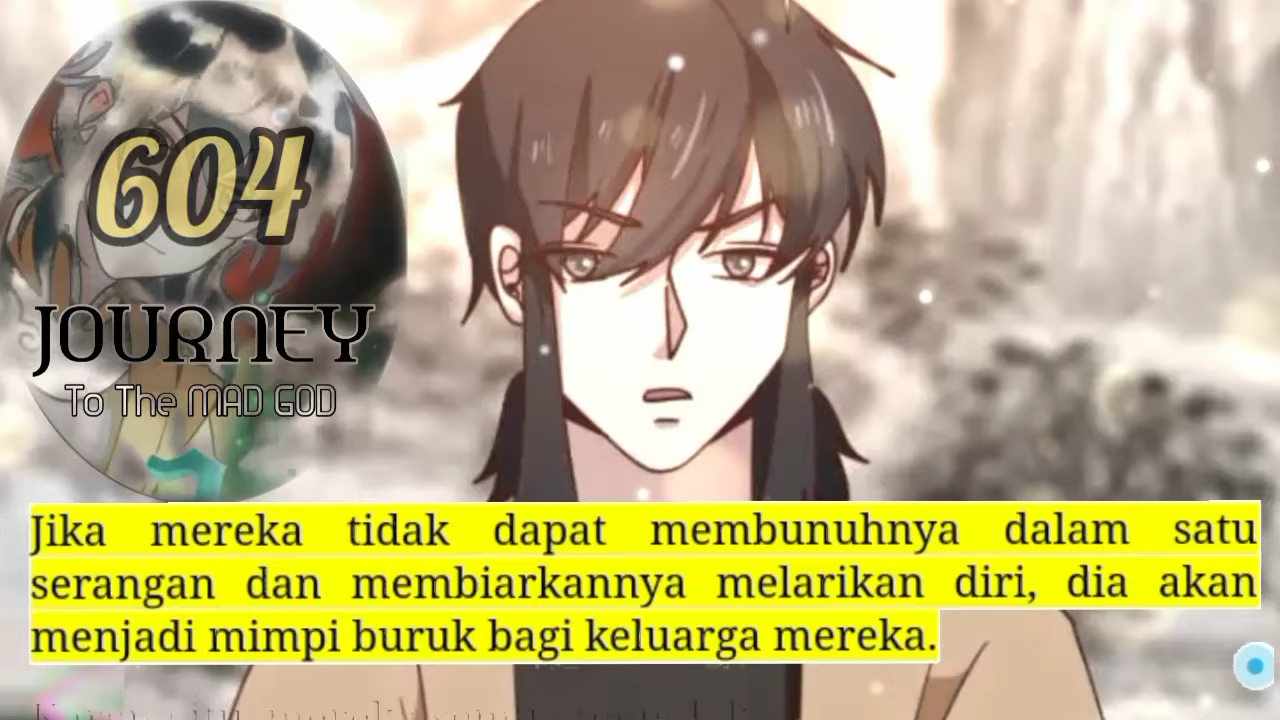 604
JOURNEY
To The MAD GOD
Jika mereka tidak dapat membunuhnya dalam satu
serangan dan membiarkannya melarikan diri, dia akan
menjadi mimpi buruk bagi keluarga mereka.